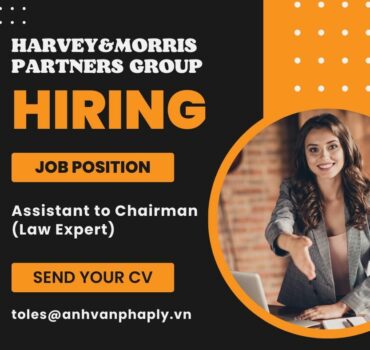 HARVEY&MORRIS
PARTNERS GROUP
HIRING
JOB POSITION
Assistant to Chairman
(Law Expert)
SEND YOUR CV
toles@anhvanphaply.vn